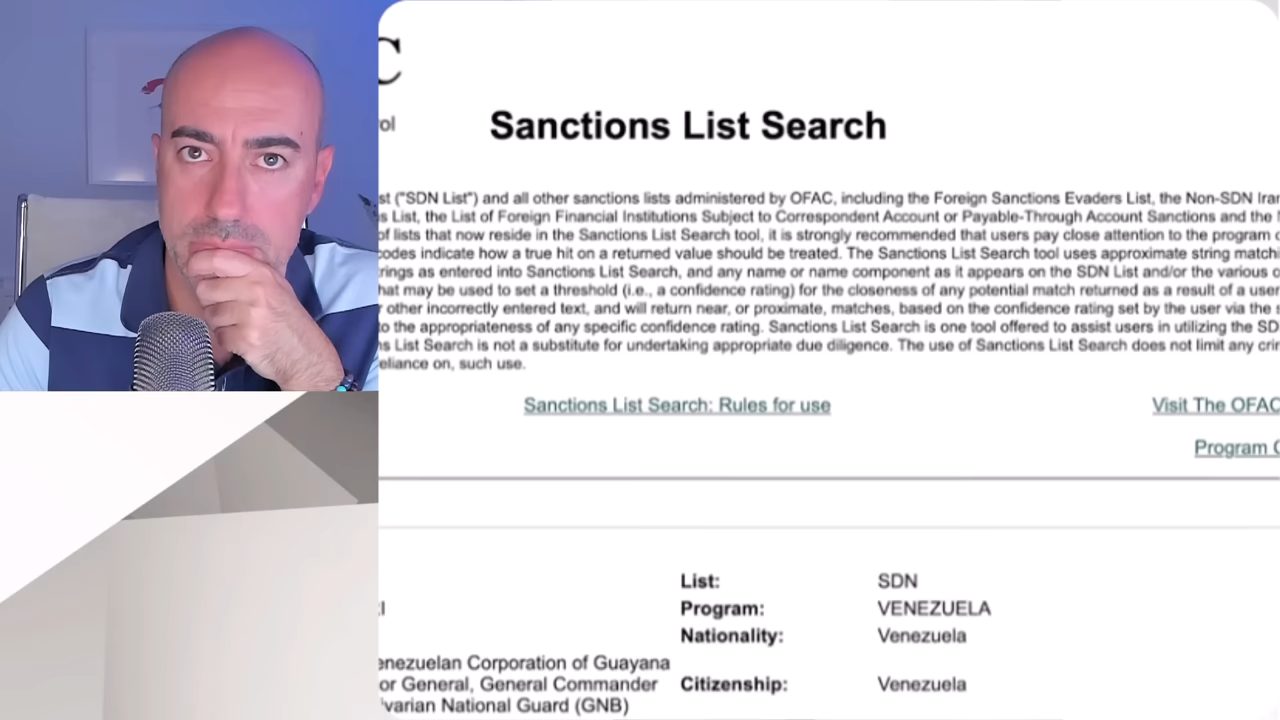 C
ol
Sanctions List Search
st ("SDN List") and all other sanctions lists administered by OFAC, including the Foreign Sanctions Evaders List, the Non-SDN Iran
s List, the List of Foreign Financial Institutions Subject to Correspondent Account or Payable-Through Account Sanctions and the
of lists that now reside in the Sanctions List Search tool, it is strongly recommended that users pay close attention to the program
odes indicate how a true hit on a returned value should be treated. The Sanctions List Search tool uses approximate string matchi
rings as entered into Sanctions List Search, and any name or name component as it appears on the SDN List and/or the various o
hat may be used to set a threshold (i.e., a confidence rating) for the closeness of any potential match returned as a result of a user
r other incorrectly entered text, and will return near, or proximate, matches, based on the confidence rating set by the user via the
to the appropriateness of any specific confidence rating. Sanctions List Search is one tool offered to assist users in utilizing the SD
s List Search is not a substitute for undertaking appropriate due diligence. The use of Sanctions List Search does not limit any cri
eliance on, such use.
Sanctions List Search: Rules for use
Visit The OFAC
Program C
List: SDN
Program: VENEZUELA
Nationality: Venezuela
enezuelan Corporation of Guayana
or General, General Commander
Citizenship: Venezuela
ivarian National Guard (GNB)